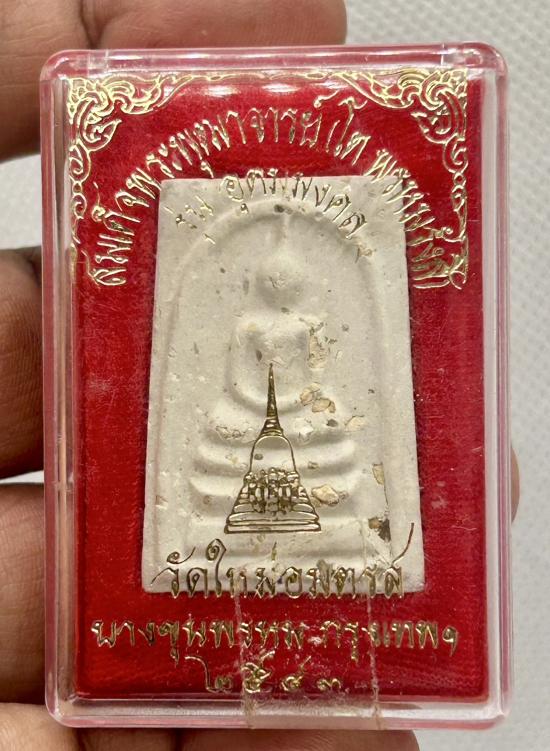 สมเด็จพระพุฒาจารย์(โต พรหมรังสี)
รุ่น อุดมมงคล
วัดใหม่อมตรส
บางขุนพรหม กรุงเทพฯ
๒๕๔๓